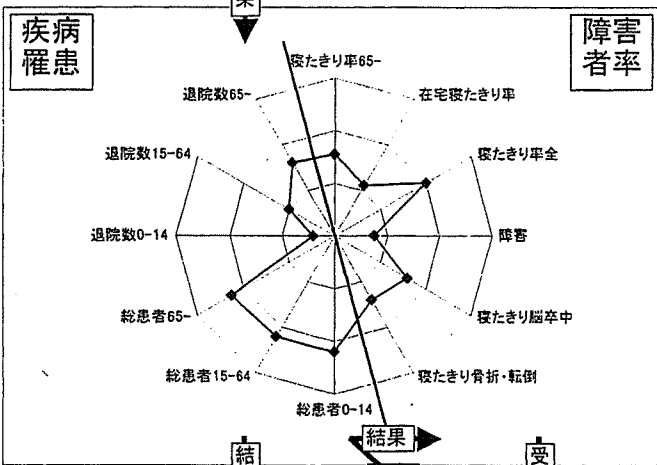 疾病
罹患
障害
者率
寝たきり率65-
退院数65-
在宅寝たきり率
退院数15-64
寝たきり率全
退院数0-14
障害
総患者65-
寝たきり脳卒中
総患者15-64
寝たきり骨折・転倒
総患者0-14
結果
結
受